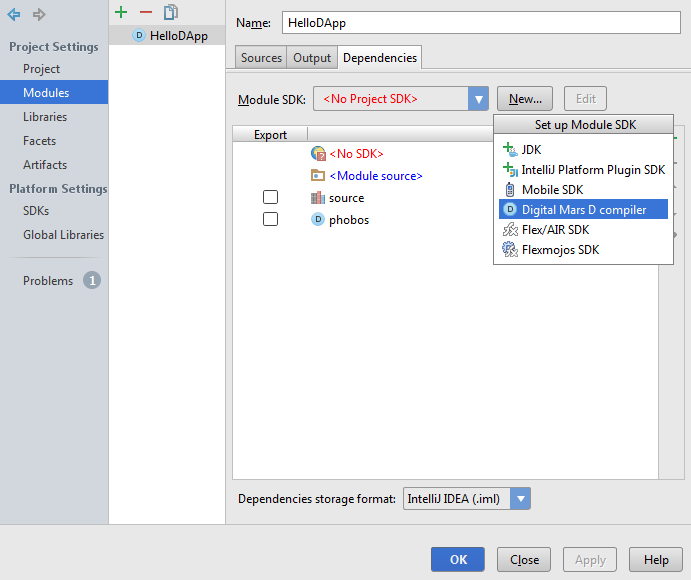 Project Settings
Project
Modules
Libraries
Facets
Artifacts
Platform Settings
SDKs
Global Libraries
Problems 1
D HelloDApp
Name: HelloDApp
Sources Output Dependencies
Module SDK: <No Project SDK> New... Edit
Set up Module SDK
JDK
IntelliJ Platform Plugin SDK
Mobile SDK
D Digital Mars D compiler
Flex/AIR SDK
Flexmojos SDK
Export
<No SDK>
<Module source>
source
D phobos
Dependencies storage format: IntelliJ IDEA (.iml)
OK Close Apply Help